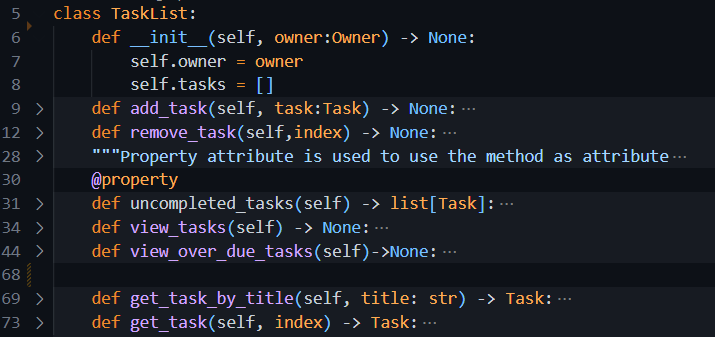 5 class TaskList:
6 def __init__(self, owner:Owner) -> None:
7 self.owner = owner
8 self.tasks = []
9 > def add_task(self, task:Task) -> None:···
12 > def remove_task(self,index) -> None:···
28 > """Property attribute is used to use the method as attribute···
30 @property
31 > def uncompleted_tasks(self) -> list[Task]:···
34 > def view_tasks(self) -> None:···
44 > def view_over_due_tasks(self)->None:···
68
69 > def get_task_by_title(self, title: str) -> Task:···
73 > def get_task(self, index) -> Task:···